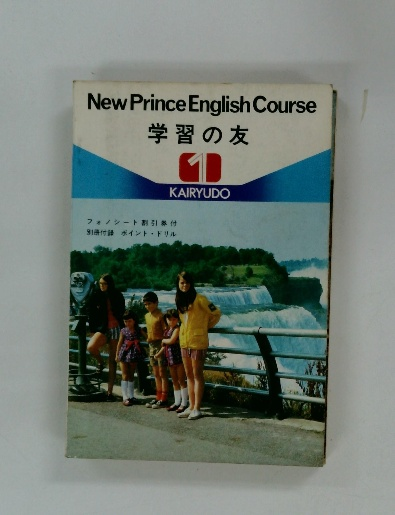 New Prince English Course
学習の友
1
KAIRYUDO
フォノシート割引券付
別冊付録 ポイント・ドリル